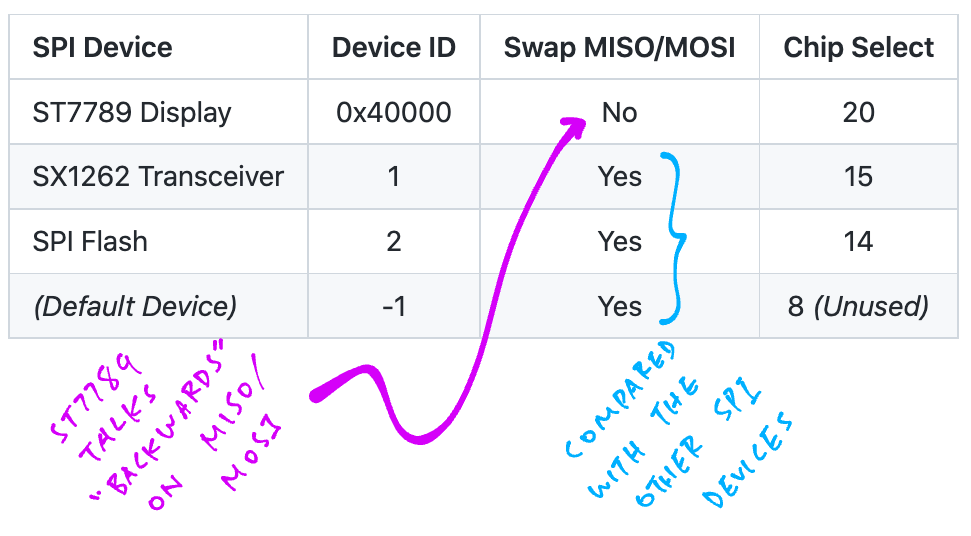 SPI Device Device ID Swap MISO/MOSI Chip Select
ST7789 Display 0x40000 No 20
SX1262 Transceiver 1 Yes 15
SPI Flash 2 Yes 14
(Default Device) -1 Yes 8 (Unused)
ST7789
TALKS
"BACKWARDS"
ON MISO/
MOSI
COMPARED
WITH THE
OTHER SPI
DEVICES